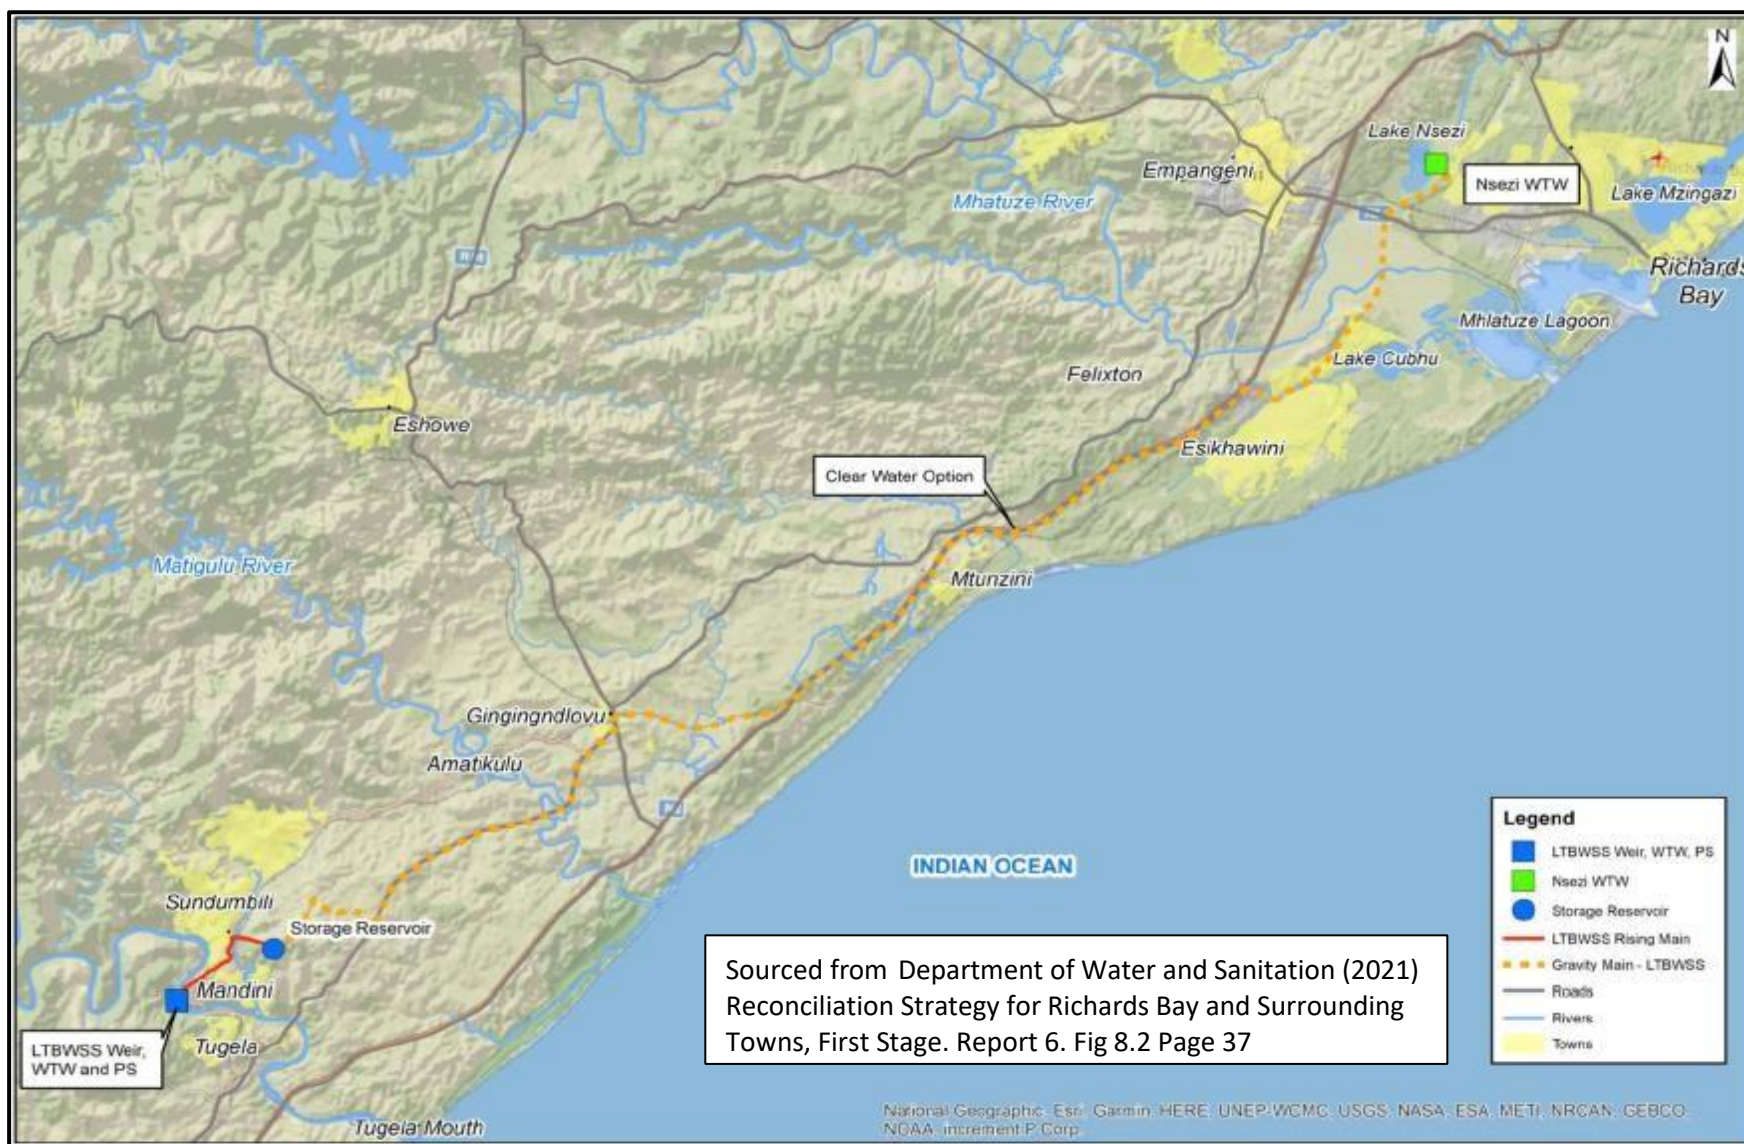 N
Lake Nsezi
Empangeni
Nsezi WTW
Mhatuze River
Lake Mzingazi
Richards
Bay
Mhlatuze Lagoon
Lake Cubhu
Felixton
Eshowe
Esikhawini
Clear Water Option
Matigulu River
Mtunzini
Gingingndlovu
Amatikulu
INDIAN OCEAN
Sundumbili
Storage Reservoir
Mandini
LTBWSS Weir,
WTW and PS
Tugela
Tugela Mouth
Legend
LTBWSS Weir, WTW, PS
Nsezi WTW
Storage Reservoir
LTBWSS Rising Main
Gravity Main - LTBWSS
Roads
Rivers
Towns
Sourced from Department of Water and Sanitation (2021)
Reconciliation Strategy for Richards Bay and Surrounding
Towns, First Stage. Report 6. Fig 8.2 Page 37
National Geographic, Esri, Garmin, HERE, UNEP-WCMC, USGS, NASA, ESA, METI, NRCAN, GEBCO,
NOAA, increment P Corp.